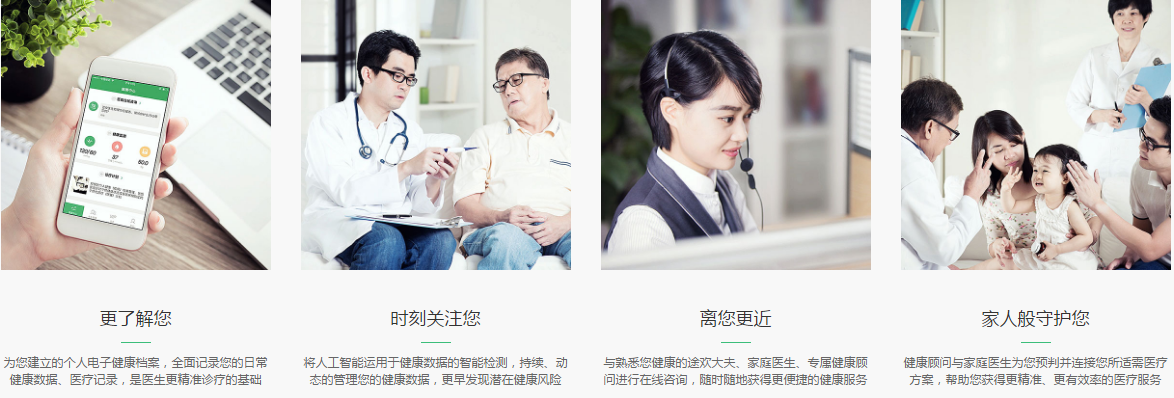 更了解您
为您建立的个人电子健康档案，全面记录您的日常
健康数据、医疗记录，是医生更精准诊疗的基础
时刻关注您
将人工智能运用于健康数据的智能检测，持续、动
态的管理您的健康数据，更早发现潜在健康风险
离您更近
与熟悉您健康的途欢大夫、家庭医生、专属健康顾
问进行在线咨询，随时随地获得更便捷的健康服务
家人般守护您
健康顾问与家庭医生为您预判并连接您所适需医疗
方案，帮助您获得更精准、更有效率的医疗服务